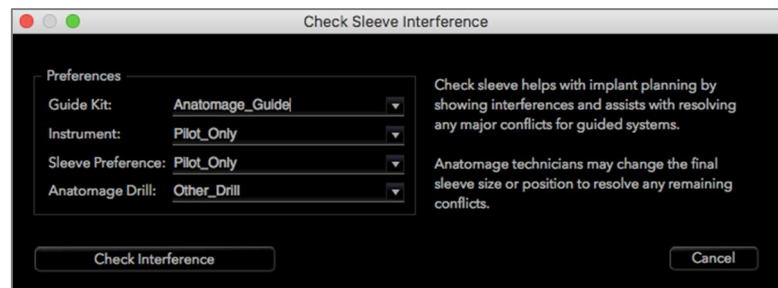 Check Sleeve Interference
Preferences
Guide Kit: Anatomage_Guide
Instrument: Pilot_Only
Sleeve Preference: Pilot_Only
Anatomage Drill: Other_Drill
Check sleeve helps with implant planning by
showing interferences and assists with resolving
any major conflicts for guided systems.
Anatomage technicians may change the final
sleeve size or position to resolve any remaining
conflicts.
Check Interference
Cancel